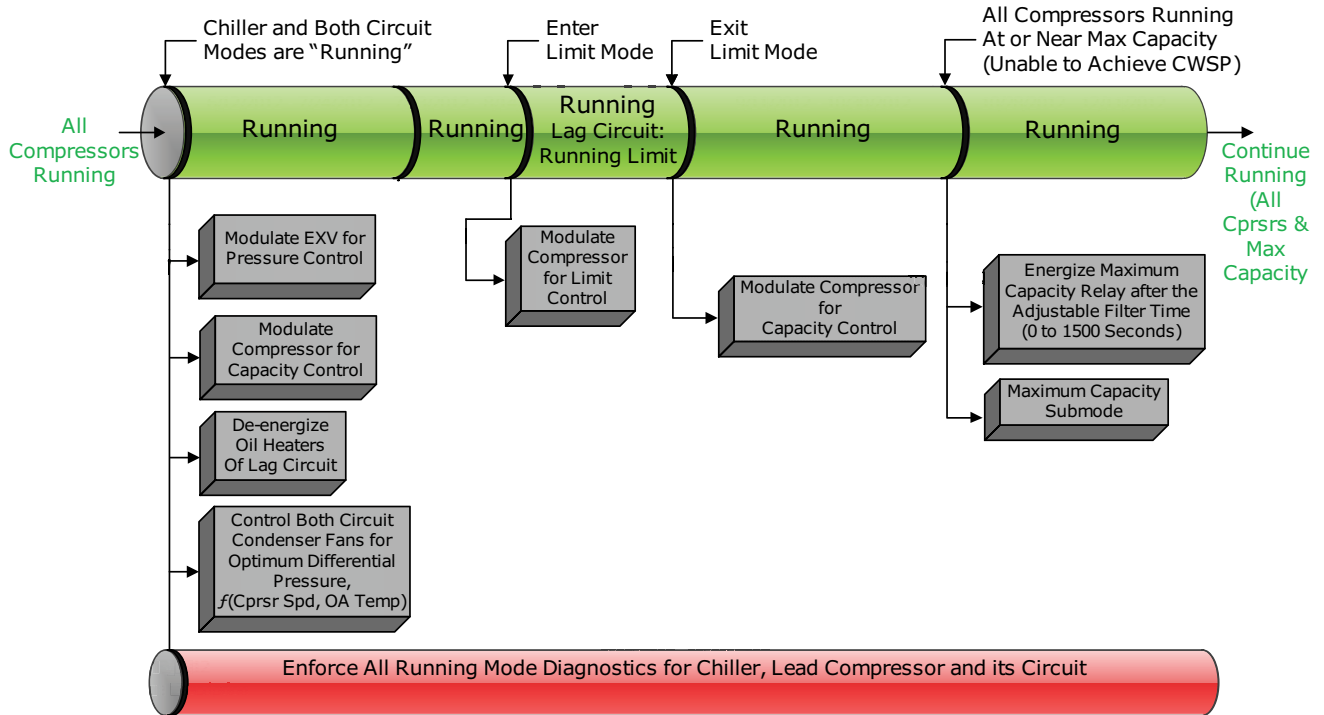 Chiller and Both Circuit
Modes are “Running”
Enter
Limit Mode
Exit
Limit Mode
All Compressors Running
At or Near Max Capacity
(Unable to Achieve CWSP)
All
Compressors
Running
Running
Running
Running
Lag Circuit:
Running Limit
Running
Running
Continue
Running
(All
Cprsrs &
Max
Capacity
Modulate EXV for
Pressure Control
Modulate
Compressor for
Capacity Control
De-energize
Oil Heaters
Of Lag Circuit
Control Both Circuit
Condenser Fans for
Optimum Differential
Pressure,
ƒ(Cprsr Spd, OA Temp)
Modulate
Compressor
for Limit
Control
Modulate Compressor
for
Capacity Control
Energize Maximum
Capacity Relay after the
Adjustable Filter Time
(0 to 1500 Seconds)
Maximum Capacity
Submode
Enforce All Running Mode Diagnostics for Chiller, Lead Compressor and its Circuit